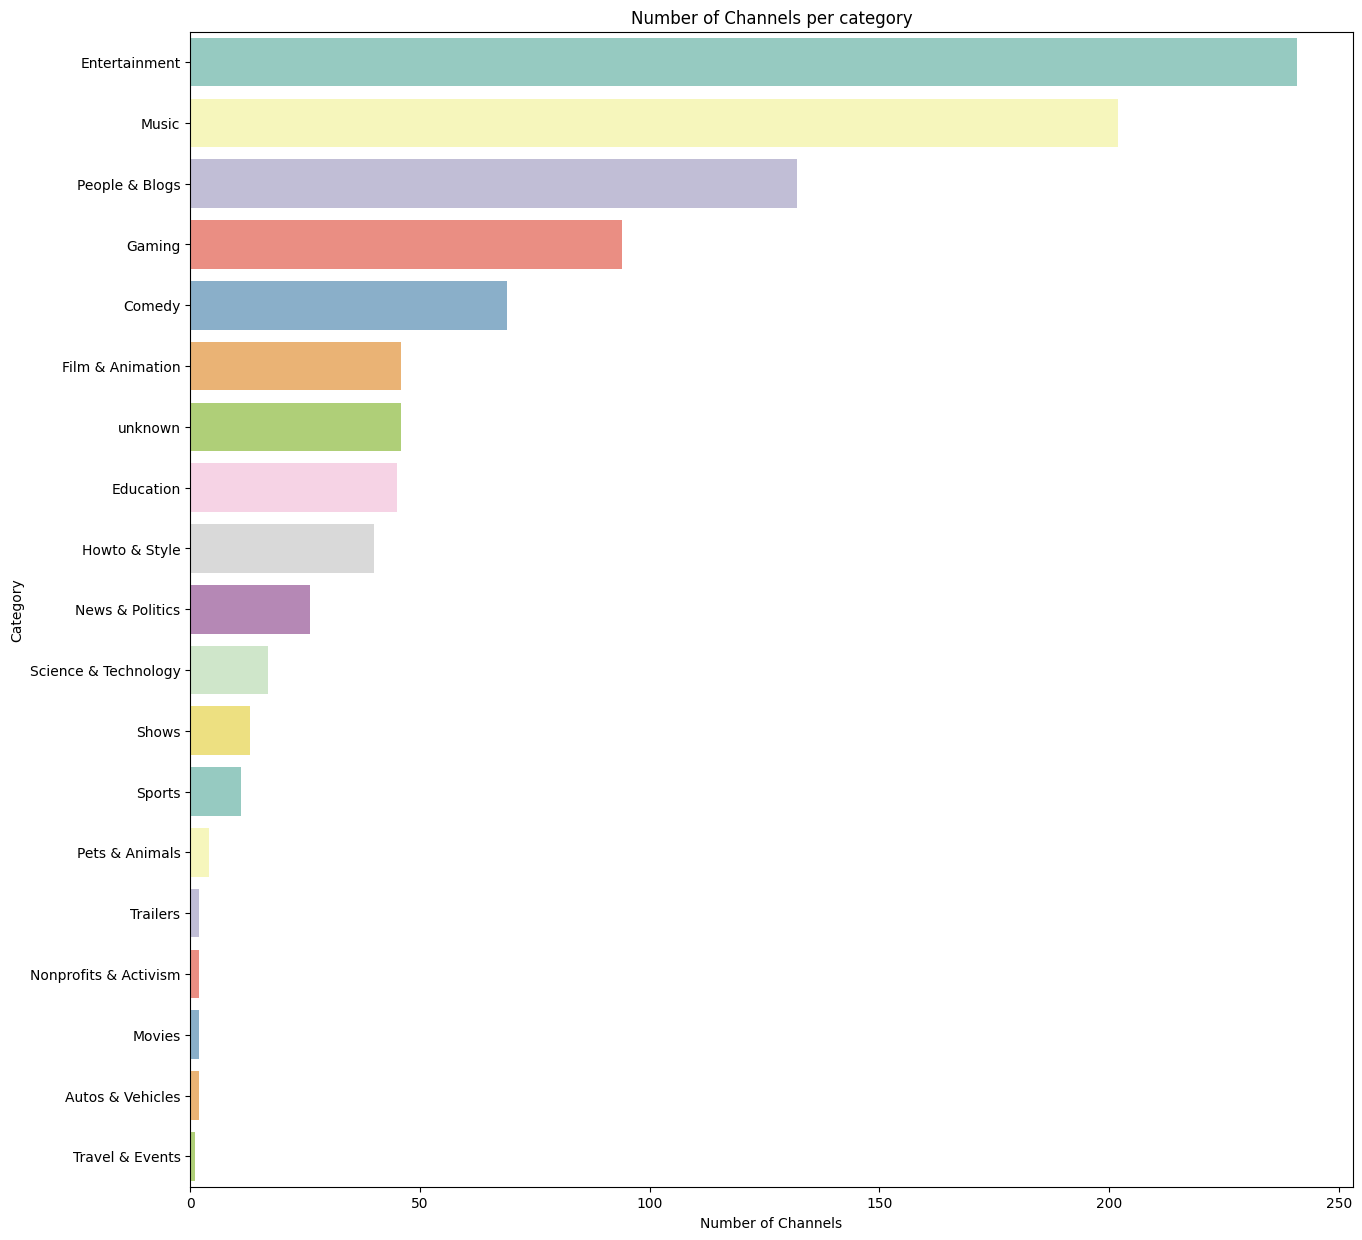 Number of Channels per category
Entertainment
Music
People & Blogs
Gaming
Comedy
Film & Animation
unknown
Education
Howto & Style
News & Politics
Science & Technology
Shows
Sports
Pets & Animals
Trailers
Nonprofits & Activism
Movies
Autos & Vehicles
Travel & Events
Category
0 50 100 150 200 250
Number of Channels